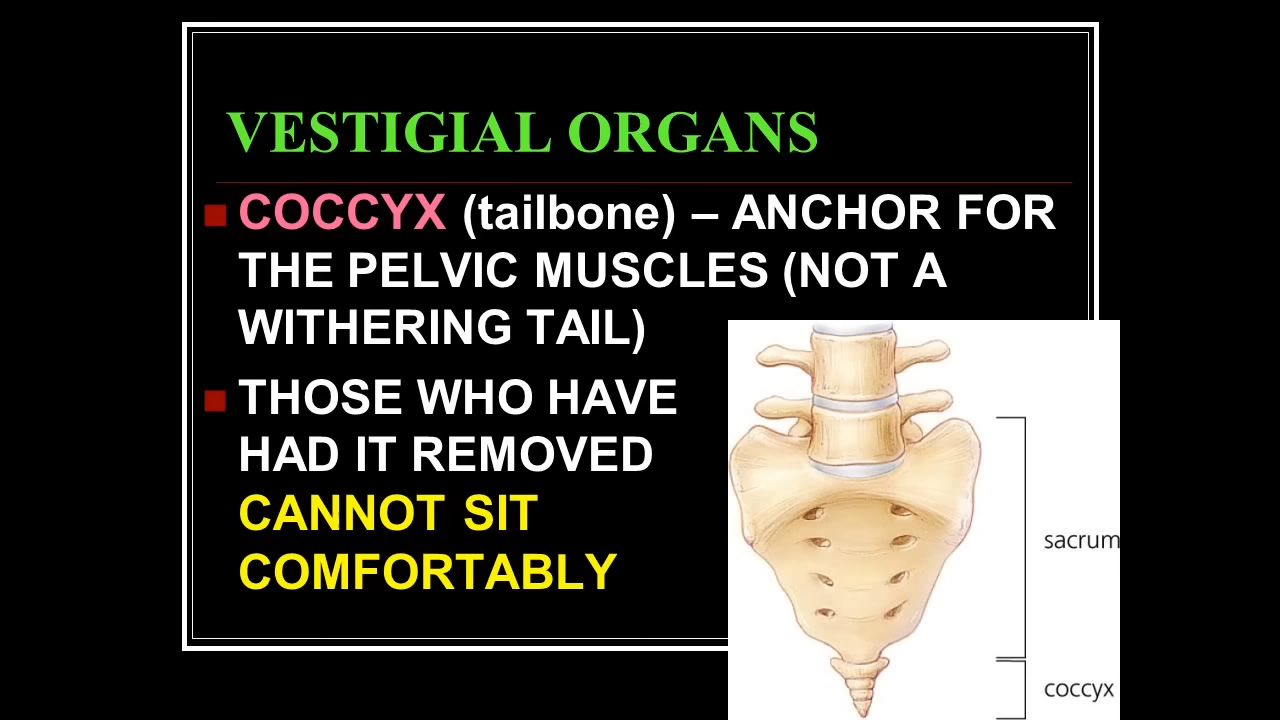 VESTIGIAL ORGANS
COCCYX (tailbone) – ANCHOR FOR
THE PELVIC MUSCLES (NOT A
WITHERING TAIL)
THOSE WHO HAVE
HAD IT REMOVED
CANNOT SIT
COMFORTABLY
sacrum
coccyx